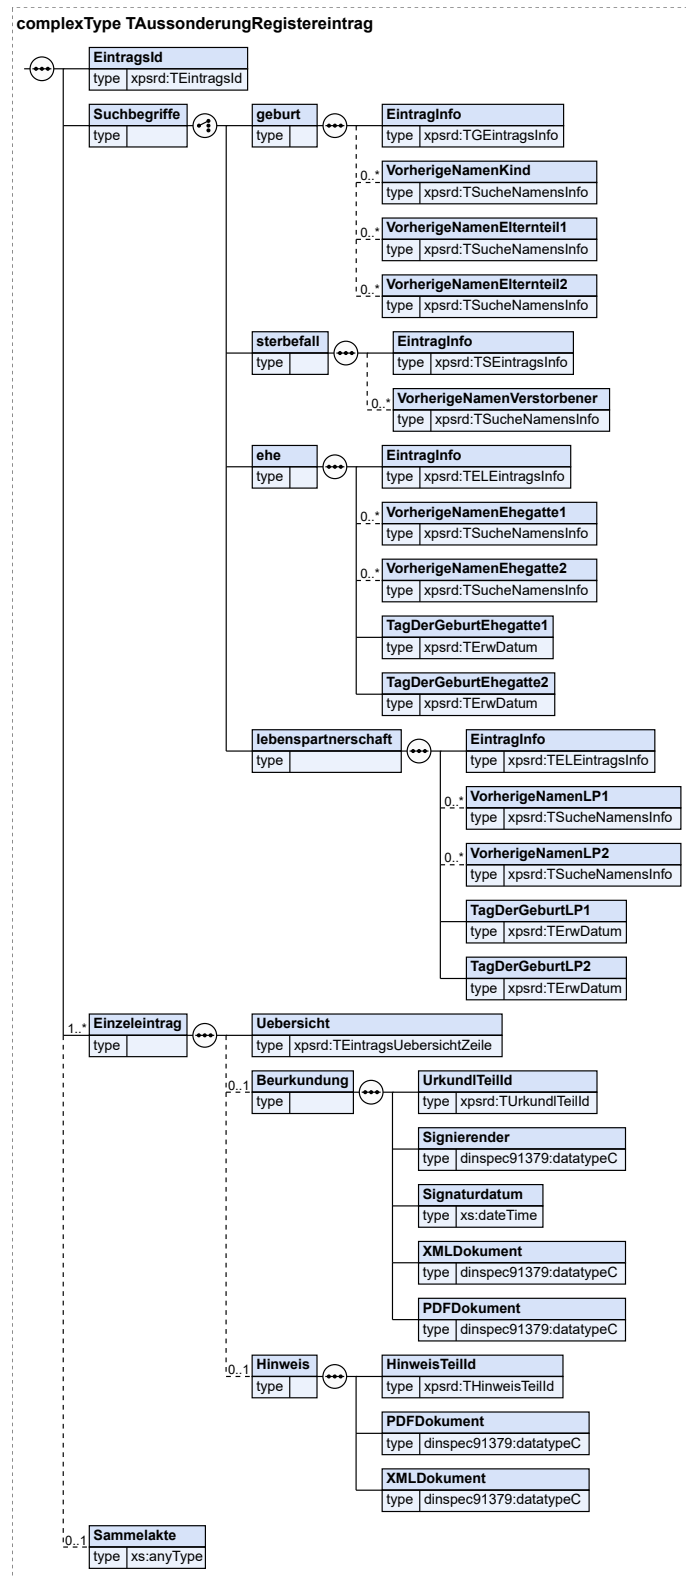 complexType TAussonderungRegistereintrag
EintragsId
type xpsrd:TEintragsId
Suchbegriffe
type
geburt
type
EintragInfo
type xpsrd:TGEintragsInfo
0..*
VorherigeNamenKind
type xpsrd:TSucheNamensInfo
0..*
VorherigeNamenElternteil1
type xpsrd:TSucheNamensInfo
0..*
VorherigeNamenElternteil2
type xpsrd:TSucheNamensInfo
sterbefall
type
EintragInfo
type xpsrd:TSEintragsInfo
0..*
VorherigeNamenVerstorbener
type xpsrd:TSucheNamensInfo
ehe
type
EintragInfo
type xpsrd:TELEintragsInfo
0..*
VorherigeNamenEhegatte1
type xpsrd:TSucheNamensInfo
0..*
VorherigeNamenEhegatte2
type xpsrd:TSucheNamensInfo
TagDerGeburtEhegatte1
type xpsrd:TErwDatum
TagDerGeburtEhegatte2
type xpsrd:TErwDatum
lebenspartnerschaft
type
EintragInfo
type xpsrd:TELEintragsInfo
0..*
VorherigeNamenLP1
type xpsrd:TSucheNamensInfo
0..*
VorherigeNamenLP2
type xpsrd:TSucheNamensInfo
TagDerGeburtLP1
type xpsrd:TErwDatum
TagDerGeburtLP2
type xpsrd:TErwDatum
1..*
Einzeleintrag
type
Uebersicht
type xpsrd:TEintragsUebersichtZeile
0..1
Beurkundung
type
UrkundlTeilId
type xpsrd:TUrkundlTeilId
Signierender
type dinspec91379:datatypeC
Signaturdatum
type xs:dateTime
XMLDokument
type dinspec91379:datatypeC
PDFDokument
type dinspec91379:datatypeC
0..1
Hinweis
type
HinweisTeilId
type xpsrd:THinweisTeilId
PDFDokument
type dinspec91379:datatypeC
XMLDokument
type dinspec91379:datatypeC
0..1
Sammelakte
type xs:anyType